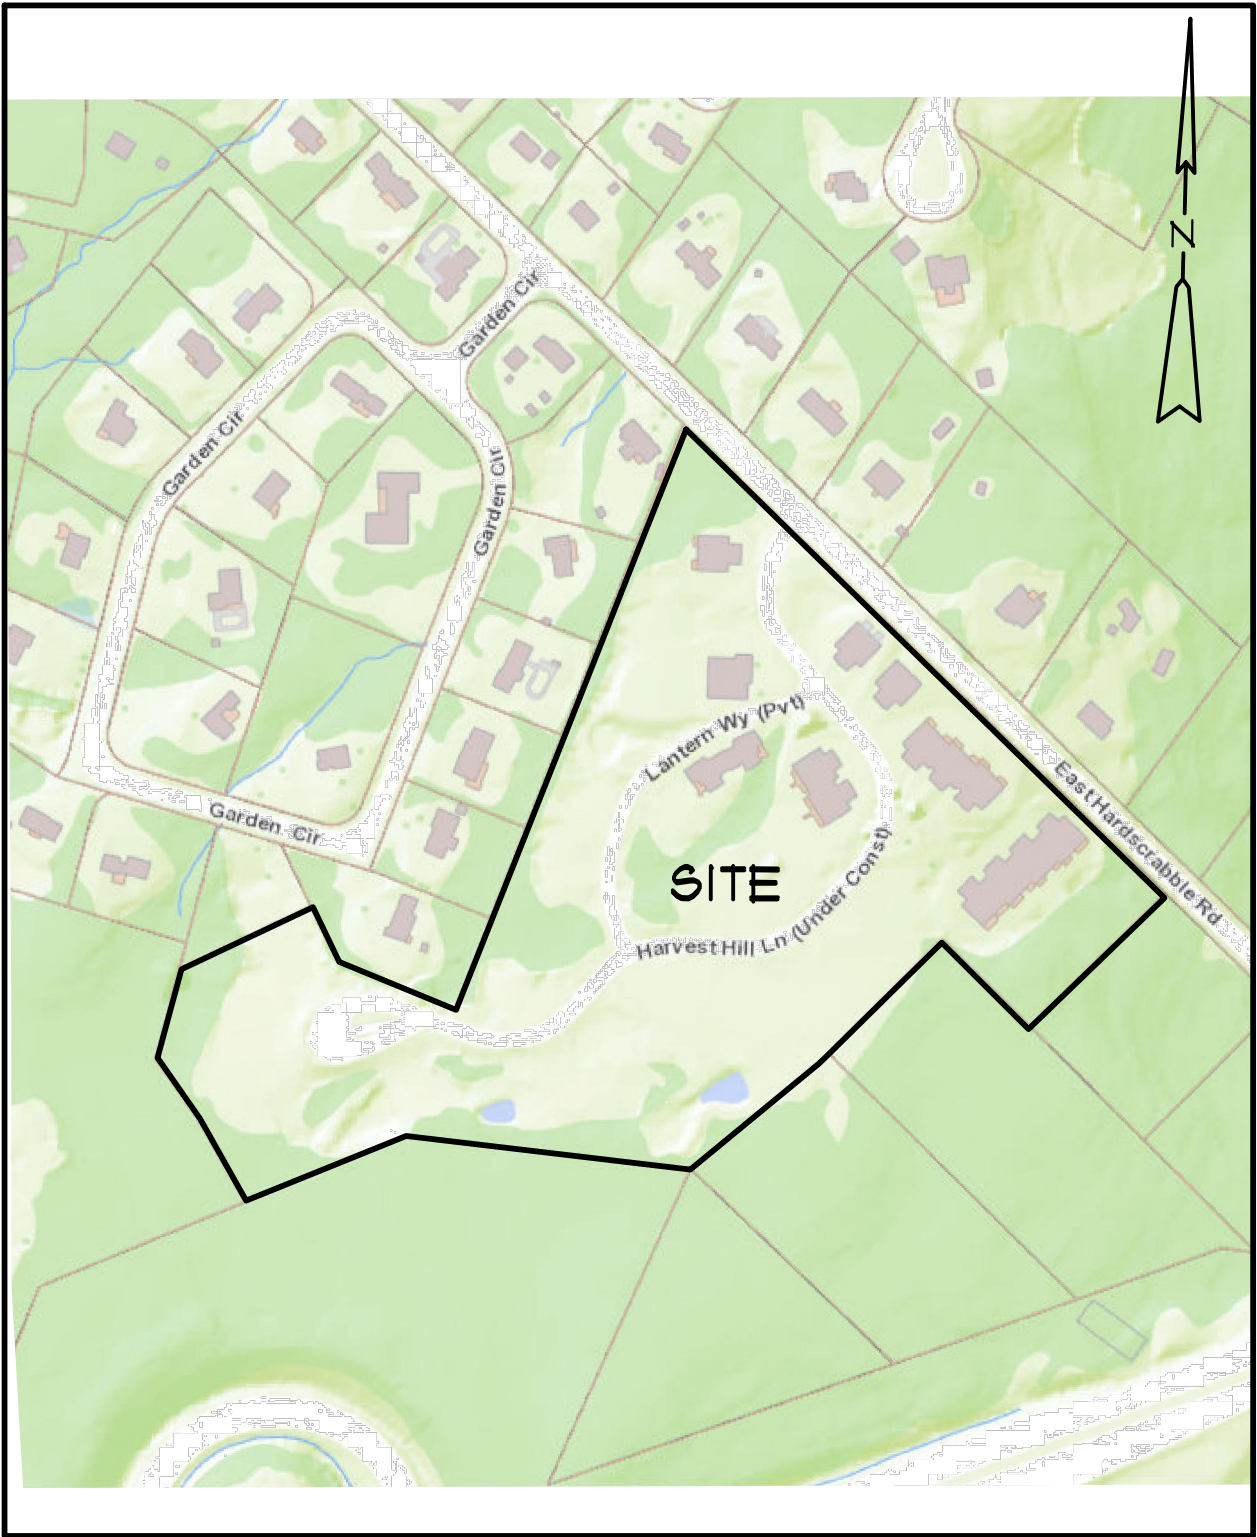 N
Garden Cir
Garden Cir
Garden Cir
Lantern Wy (Pvt)
East Hardscrabble Rd
Garden Cir
SITE
Harvest Hill Ln (Under Const)